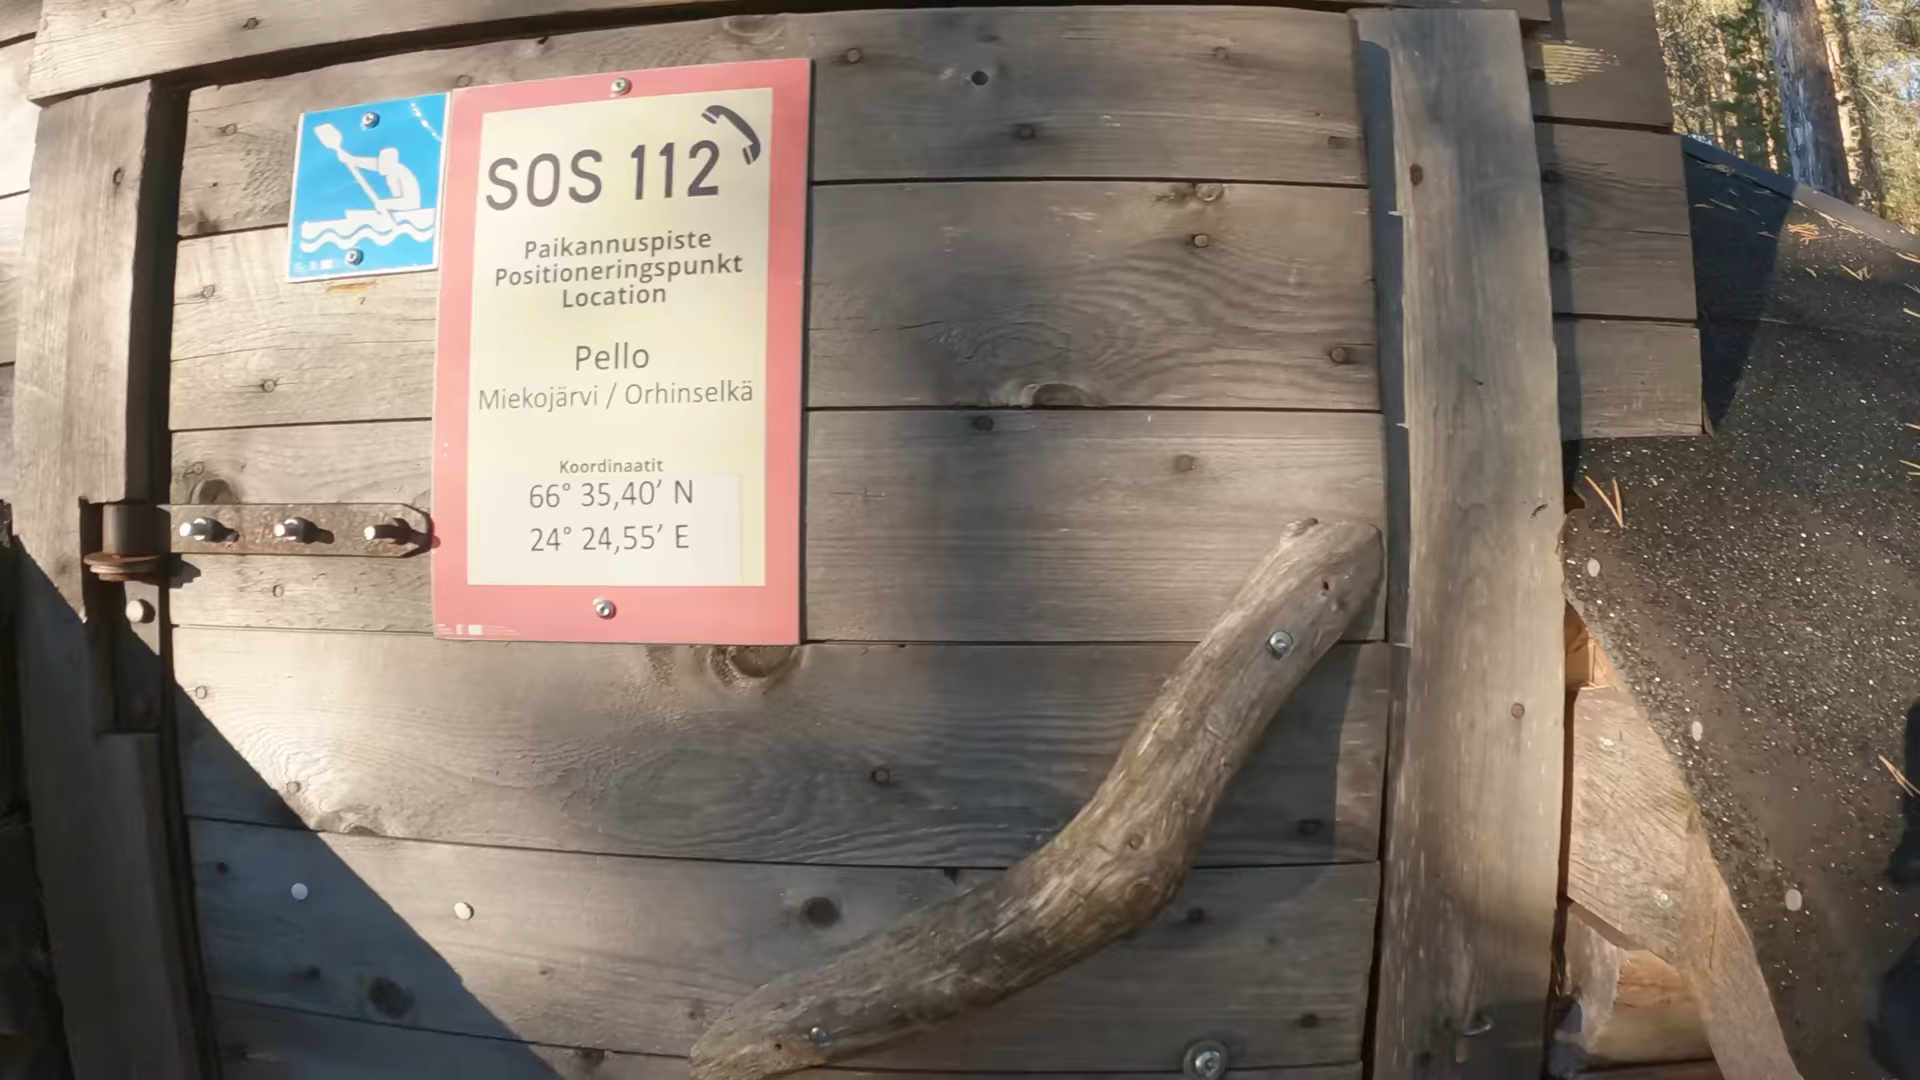 SOS 112
Paikannuspiste
Positioneringspunkt
Location
Pello
Miekojärvi / Orhinselkä
Koordinaatit
66° 35,40′ N
24° 24,55′ E